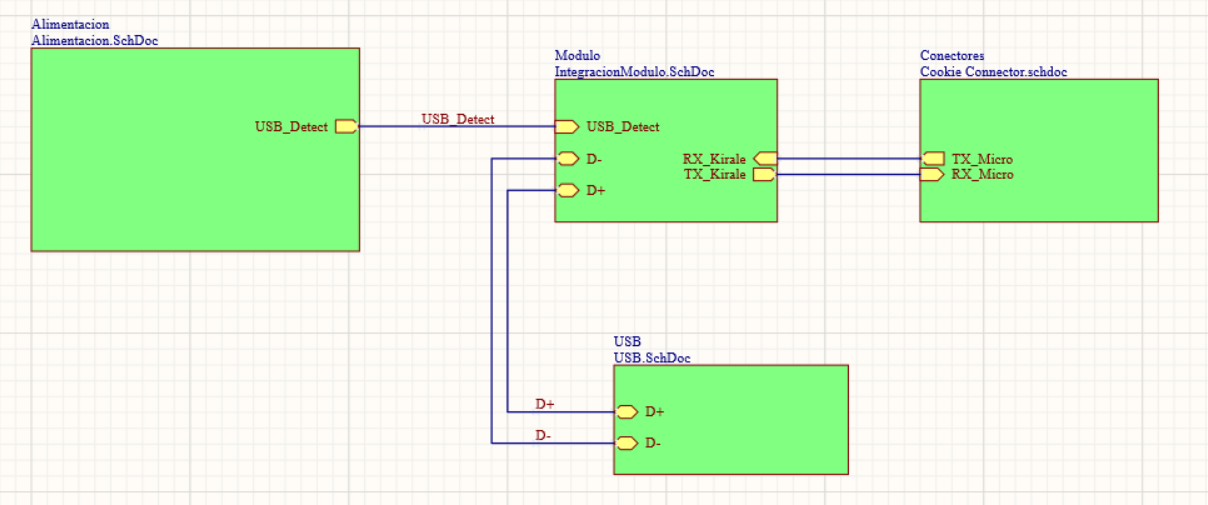 Alimentacion
Alimentacion.SchDoc
USB_Detect
USB_Detect
Modulo
IntegracionModulo.SchDoc
USB_Detect
D-
D+
RX_Kirale
TX_Kirale
Conectores
Cookie Connector.schdoc
TX_Micro
RX_Micro
USB
USB.SchDoc
D+
D-
D+
D-